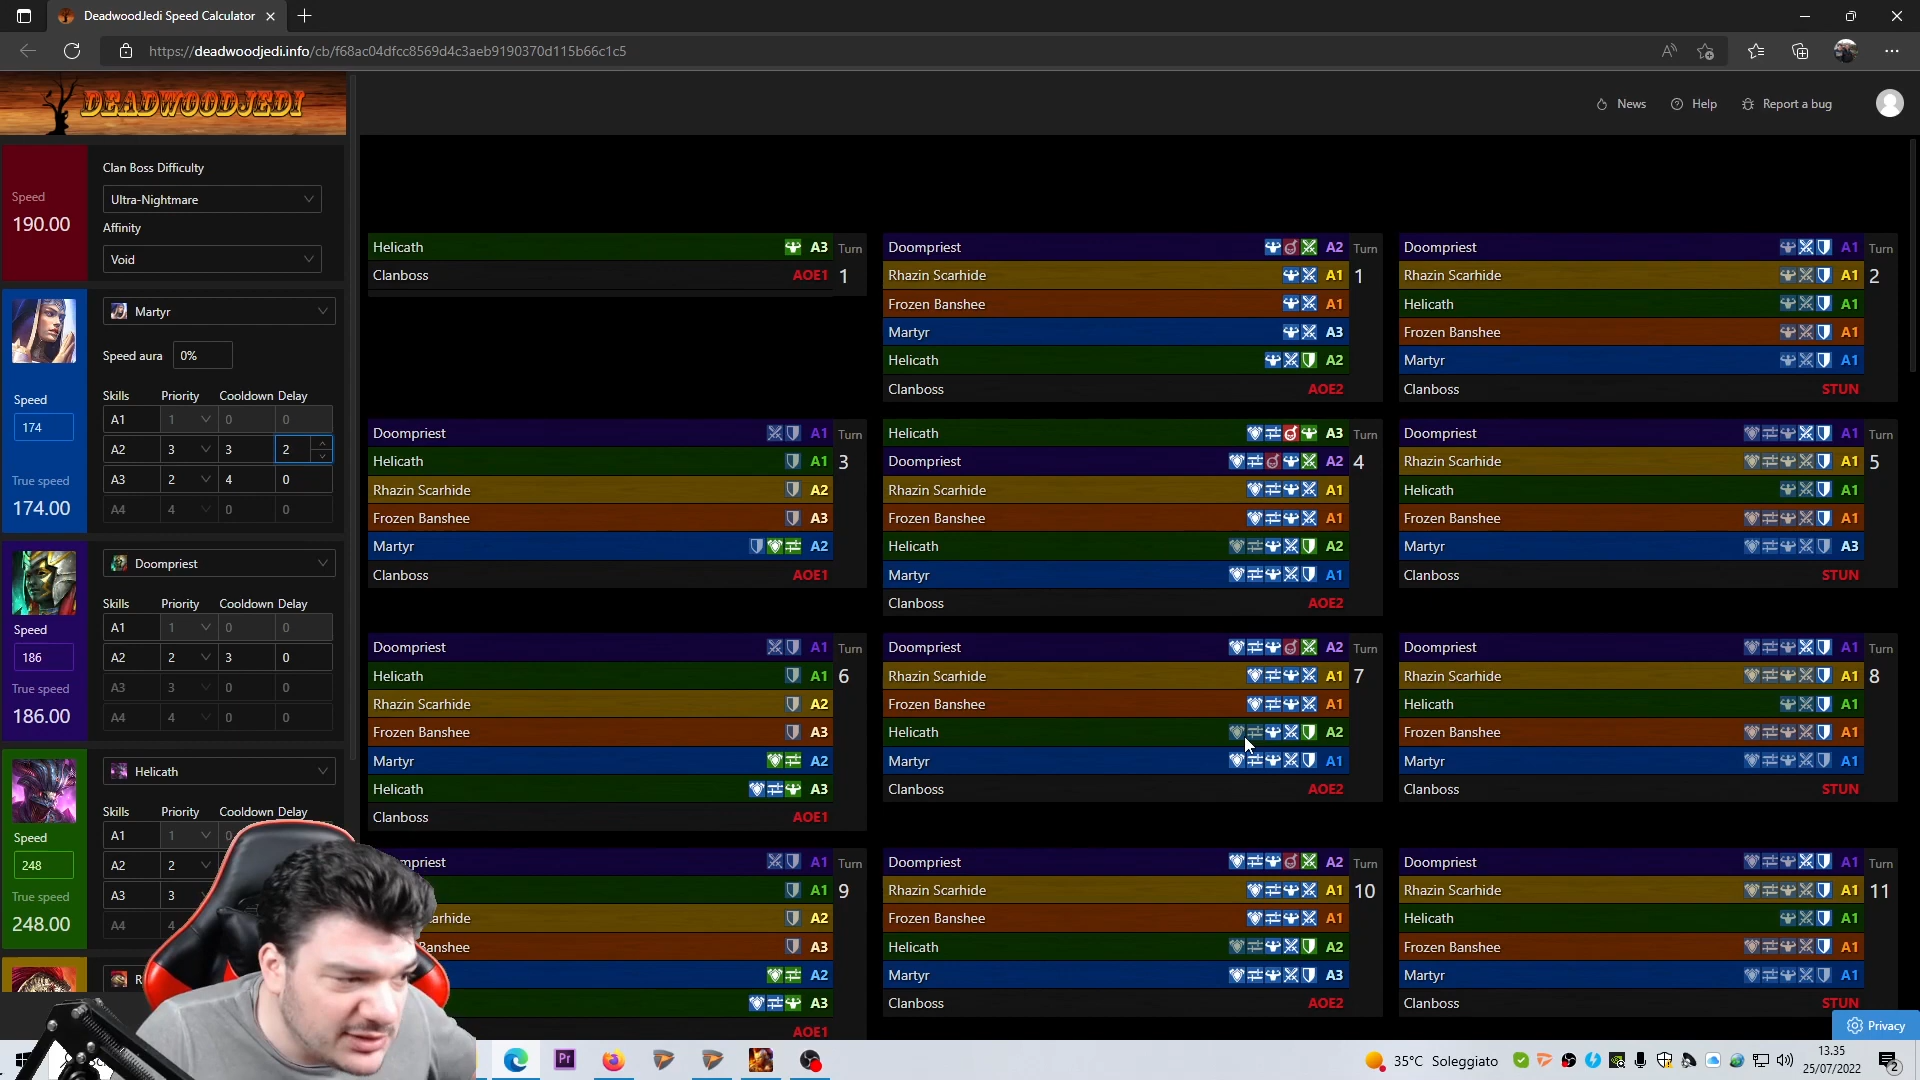 DeadwoodJedi Speed Calculator
https://deadwoodjedi.info/cb/f68ac04dfcc8569d4c3aeb9190370d115b66c1c5
DEADWOODJEDI
News
Help
Report a bug
Speed
190.00
Clan Boss Difficulty
Ultra-Nightmare
Affinity
Void
Martyr
Speed aura 0%
Speed
174
True speed
174.00
Skills Priority Cooldown Delay
A1 1 0 0
A2 3 3 2
A3 2 4 0
A4 4 0 0
Doompriest
Speed
186
True speed
186.00
Skills Priority Cooldown Delay
A1 1 0 0
A2 2 3 0
A3 3 0 0
A4 4 0 0
Helicath
Speed
248
True speed
248.00
Skills Priority Cooldown Delay
A1 1 0
A2 2
A3 3
A4 4
R
Helicath A3 Turn
Clanboss AOE1 1
Doompriest A2 Turn
Rhazin Scarhide A1 1
Frozen Banshee A1
Martyr A3
Helicath A2
Clanboss AOE2
Doompriest A1 Turn
Rhazin Scarhide A1 2
Helicath A1
Frozen Banshee A1
Martyr A1
Clanboss STUN
Doompriest A1 Turn
Helicath A1 3
Rhazin Scarhide A2
Frozen Banshee A3
Martyr A2
Clanboss AOE1
Helicath A3 Turn
Doompriest A2 4
Rhazin Scarhide A1
Frozen Banshee A1
Helicath A2
Martyr A1
Clanboss AOE2
Doompriest A1 Turn
Rhazin Scarhide A1 5
Helicath A1
Frozen Banshee A1
Martyr A3
Clanboss STUN
Doompriest A1 Turn
Helicath A1 6
Rhazin Scarhide A2
Frozen Banshee A3
Martyr A2
Helicath A3
Clanboss AOE1
Doompriest A2 Turn
Rhazin Scarhide A1 7
Frozen Banshee A1
Helicath A2
Martyr A1
Clanboss AOE2
Doompriest A1 Turn
Rhazin Scarhide A1 8
Helicath A1
Frozen Banshee A1
Martyr A1
Clanboss STUN
mpriest A1 Turn
A1 9
arhide A2
Banshee A3
A2
A3
AOE1
Doompriest A2 Turn
Rhazin Scarhide A1 10
Frozen Banshee A1
Helicath A2
Martyr A3
Clanboss AOE2
Doompriest A1 Turn
Rhazin Scarhide A1 11
Helicath A1
Frozen Banshee A1
Martyr A1
Clanboss STUN
Privacy
Pr
35°C Soleggiato
13.35
25/07/2022
2